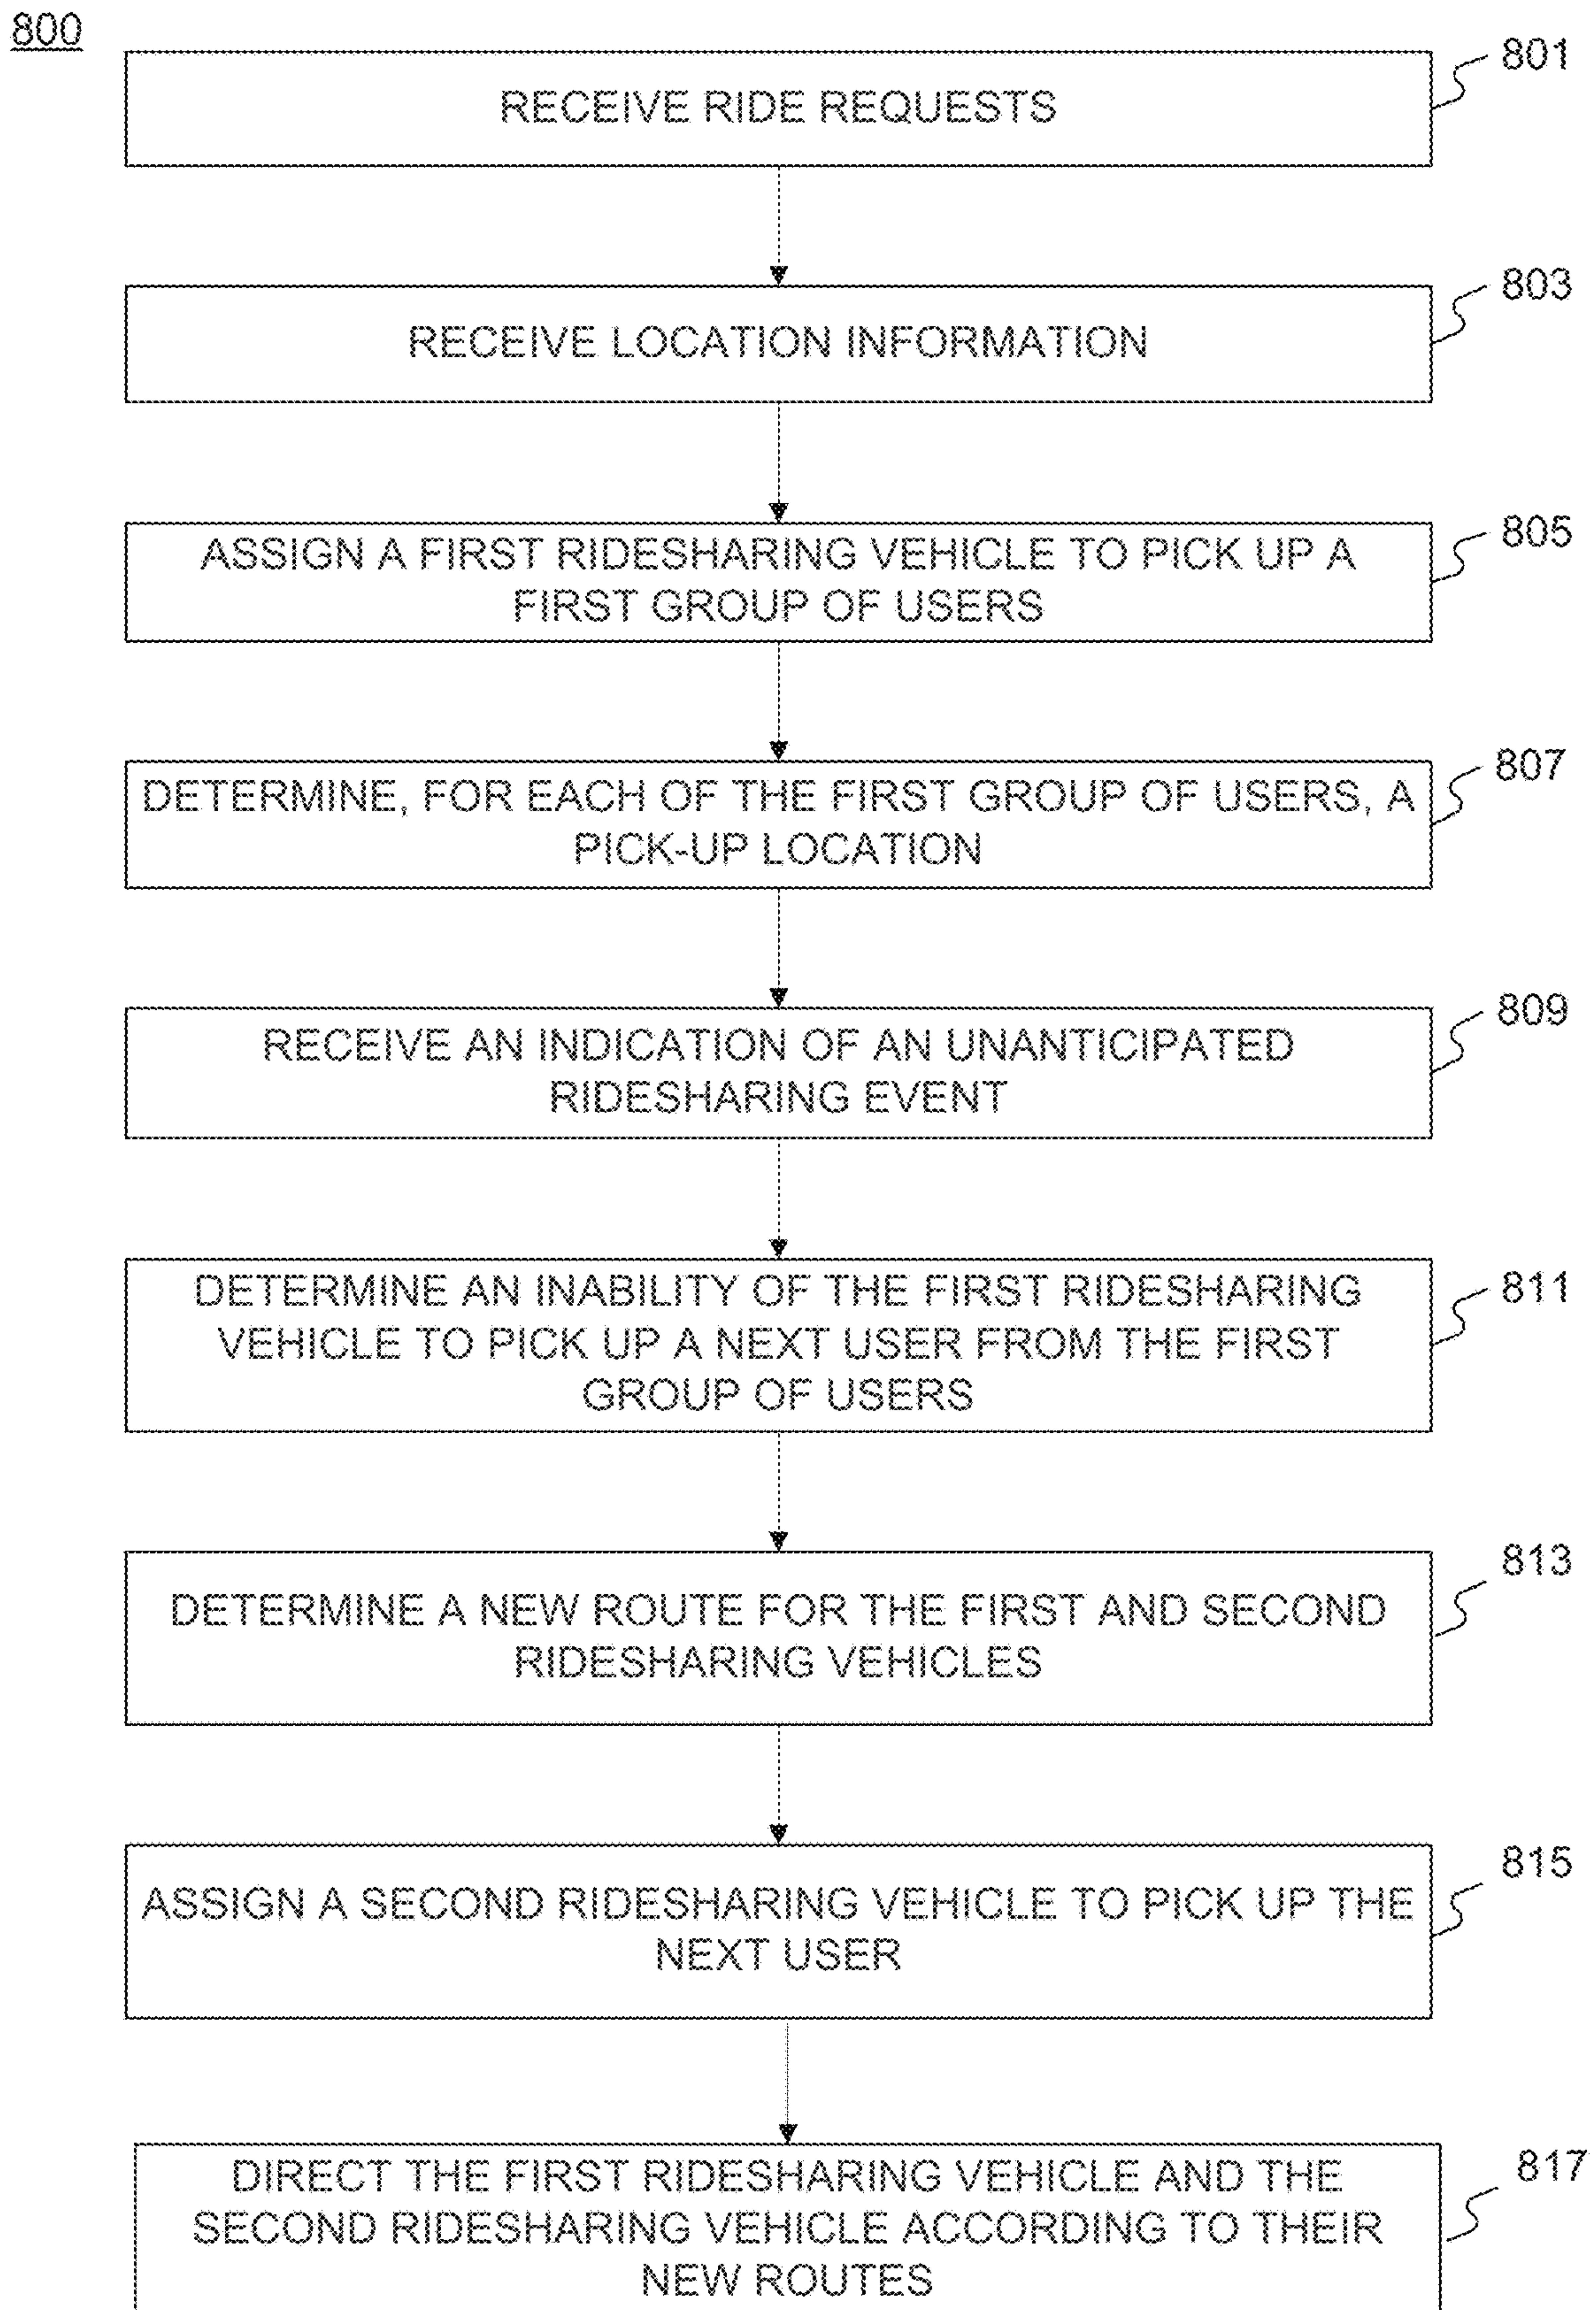 800
RECEIVE RIDE REQUESTS
801
RECEIVE LOCATION INFORMATION
803
ASSIGN A FIRST RIDESHARING VEHICLE TO PICK UP A
FIRST GROUP OF USERS
805
DETERMINE, FOR EACH OF THE FIRST GROUP OF USERS, A
PICK-UP LOCATION
807
RECEIVE AN INDICATION OF AN UNANTICIPATED
RIDESHARING EVENT
809
DETERMINE AN INABILITY OF THE FIRST RIDESHARING
VEHICLE TO PICK UP A NEXT USER FROM THE FIRST
GROUP OF USERS
811
DETERMINE A NEW ROUTE FOR THE FIRST AND SECOND
RIDESHARING VEHICLES
813
ASSIGN A SECOND RIDESHARING VEHICLE TO PICK UP THE
NEXT USER
815
DIRECT THE FIRST RIDESHARING VEHICLE AND THE
SECOND RIDESHARING VEHICLE ACCORDING TO THEIR
NEW ROUTES
817